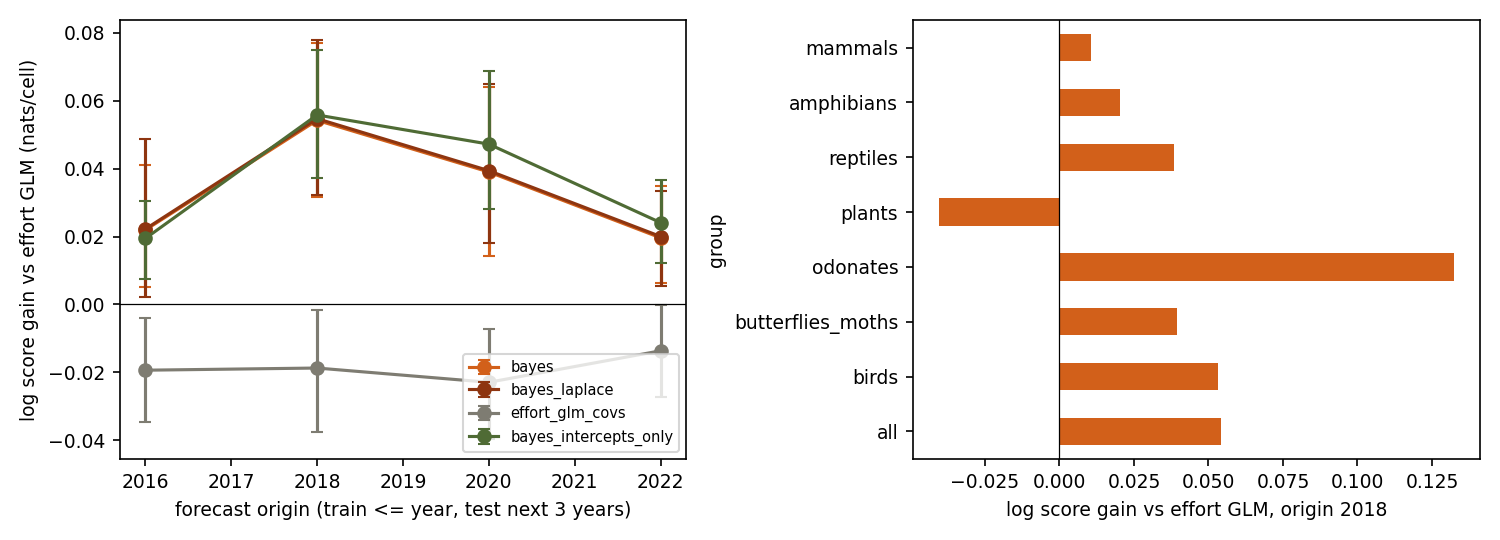 log score gain vs effort GLM (nats/cell)
0.08
0.06
0.04
0.02
0.00
−0.02
−0.04
2016
2017
2018
2019
2020
2021
2022
forecast origin (train <= year, test next 3 years)
bayes
bayes_laplace
effort_glm_covs
bayes_intercepts_only
group
mammals
amphibians
reptiles
plants
odonates
butterflies_moths
birds
all
−0.025
0.000
0.025
0.050
0.075
0.100
0.125
log score gain vs effort GLM, origin 2018